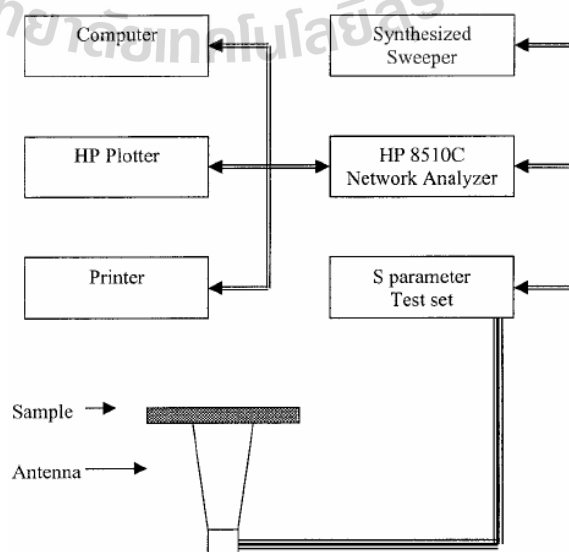 Computer
Synthesized
Sweeper
HP Plotter
HP 8510C
Network Analyzer
Printer
S parameter
Test set
Sample
Antenna